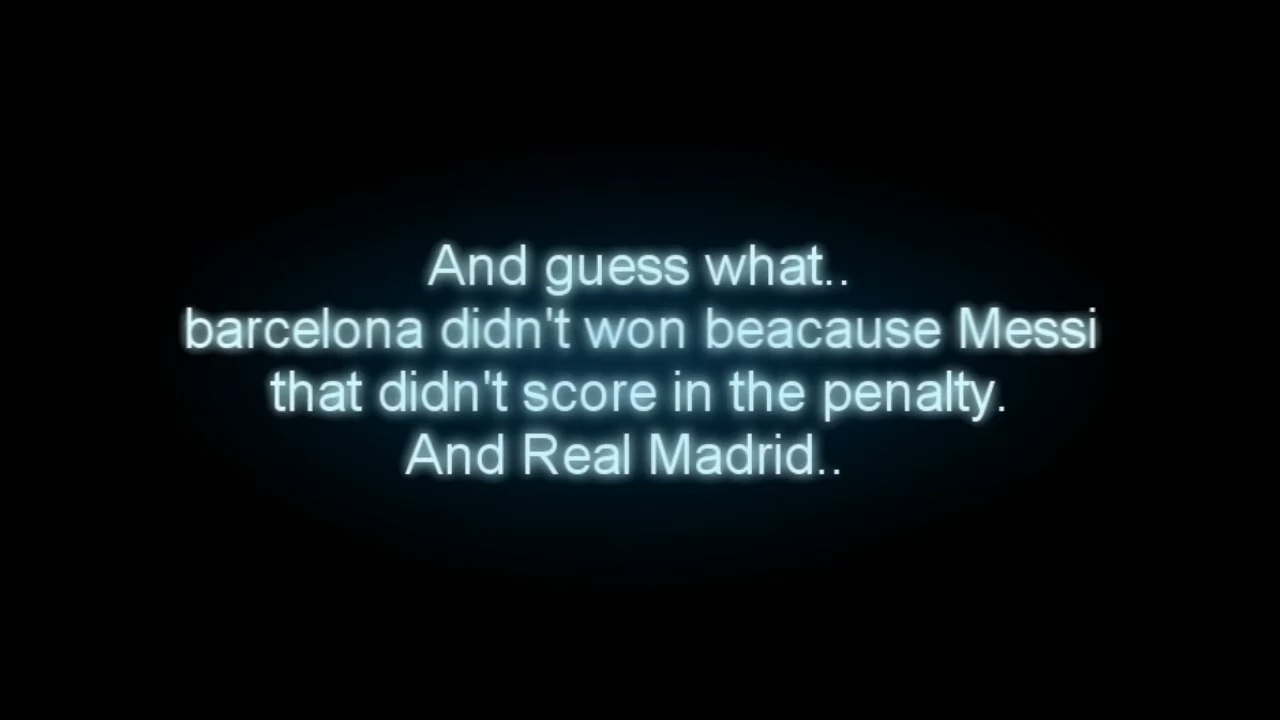 And guess what..
barcelona didn't won beacause Messi
that didn't score in the penalty.
And Real Madrid..